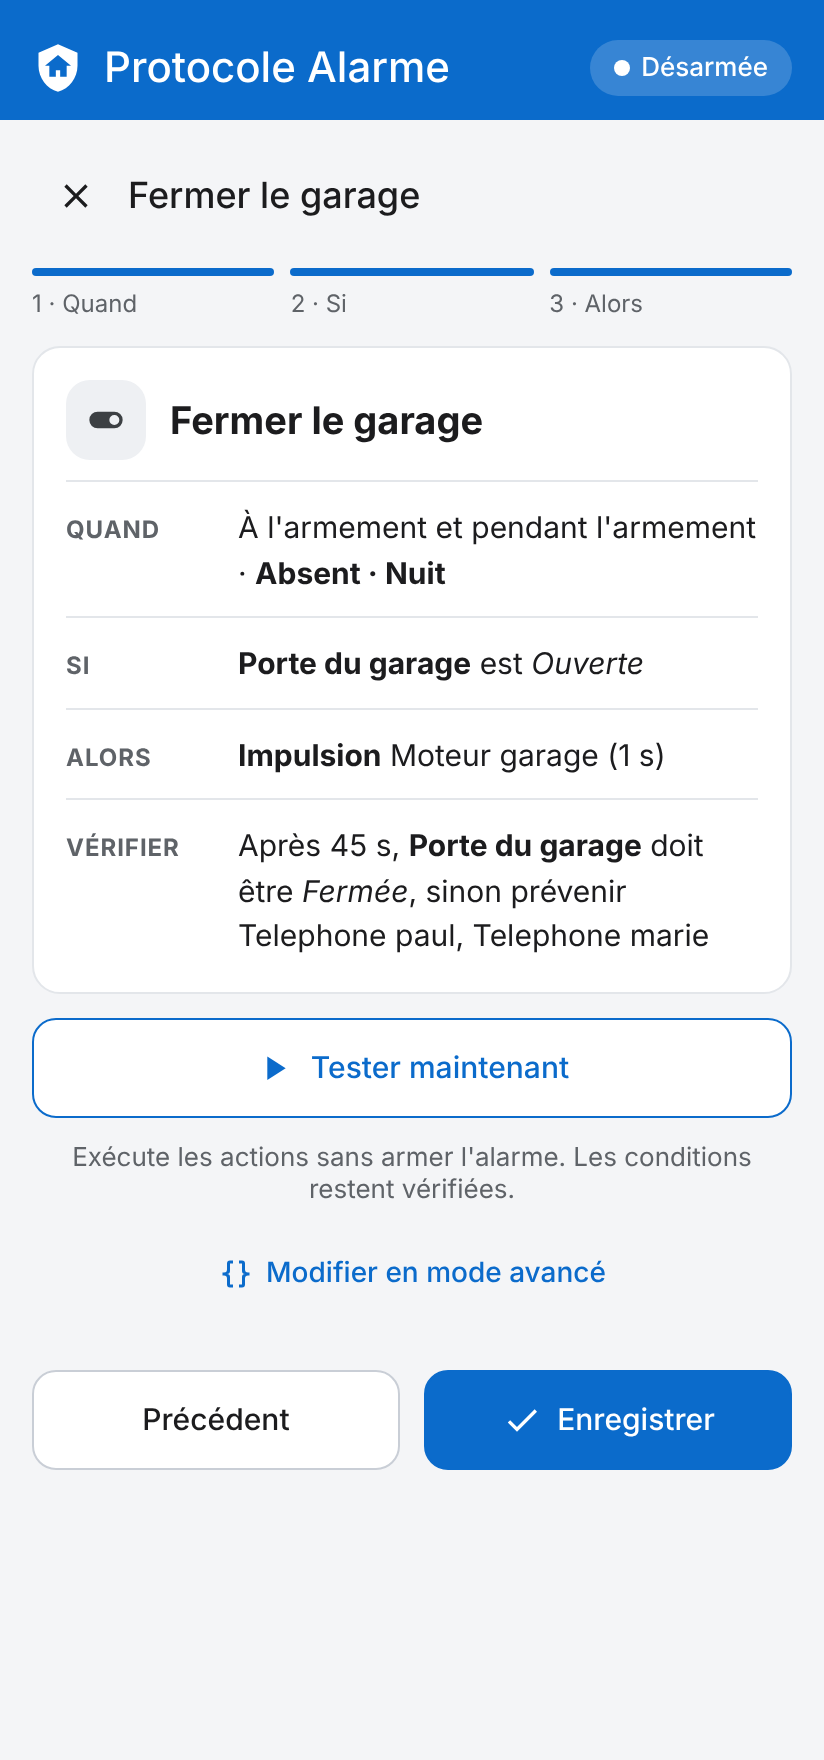 Protocole Alarme
Désarmée
Fermer le garage
1 · Quand
2 · Si
3 · Alors
Fermer le garage
QUAND
À l'armement et pendant l'armement
· Absent · Nuit
SI
Porte du garage est Ouverte
ALORS
Impulsion Moteur garage (1 s)
VÉRIFIER
Après 45 s, Porte du garage doit
être Fermée, sinon prévenir
Telephone paul, Telephone marie
Tester maintenant
Exécute les actions sans armer l'alarme. Les conditions
restent vérifiées.
{} Modifier en mode avancé
Précédent
Enregistrer